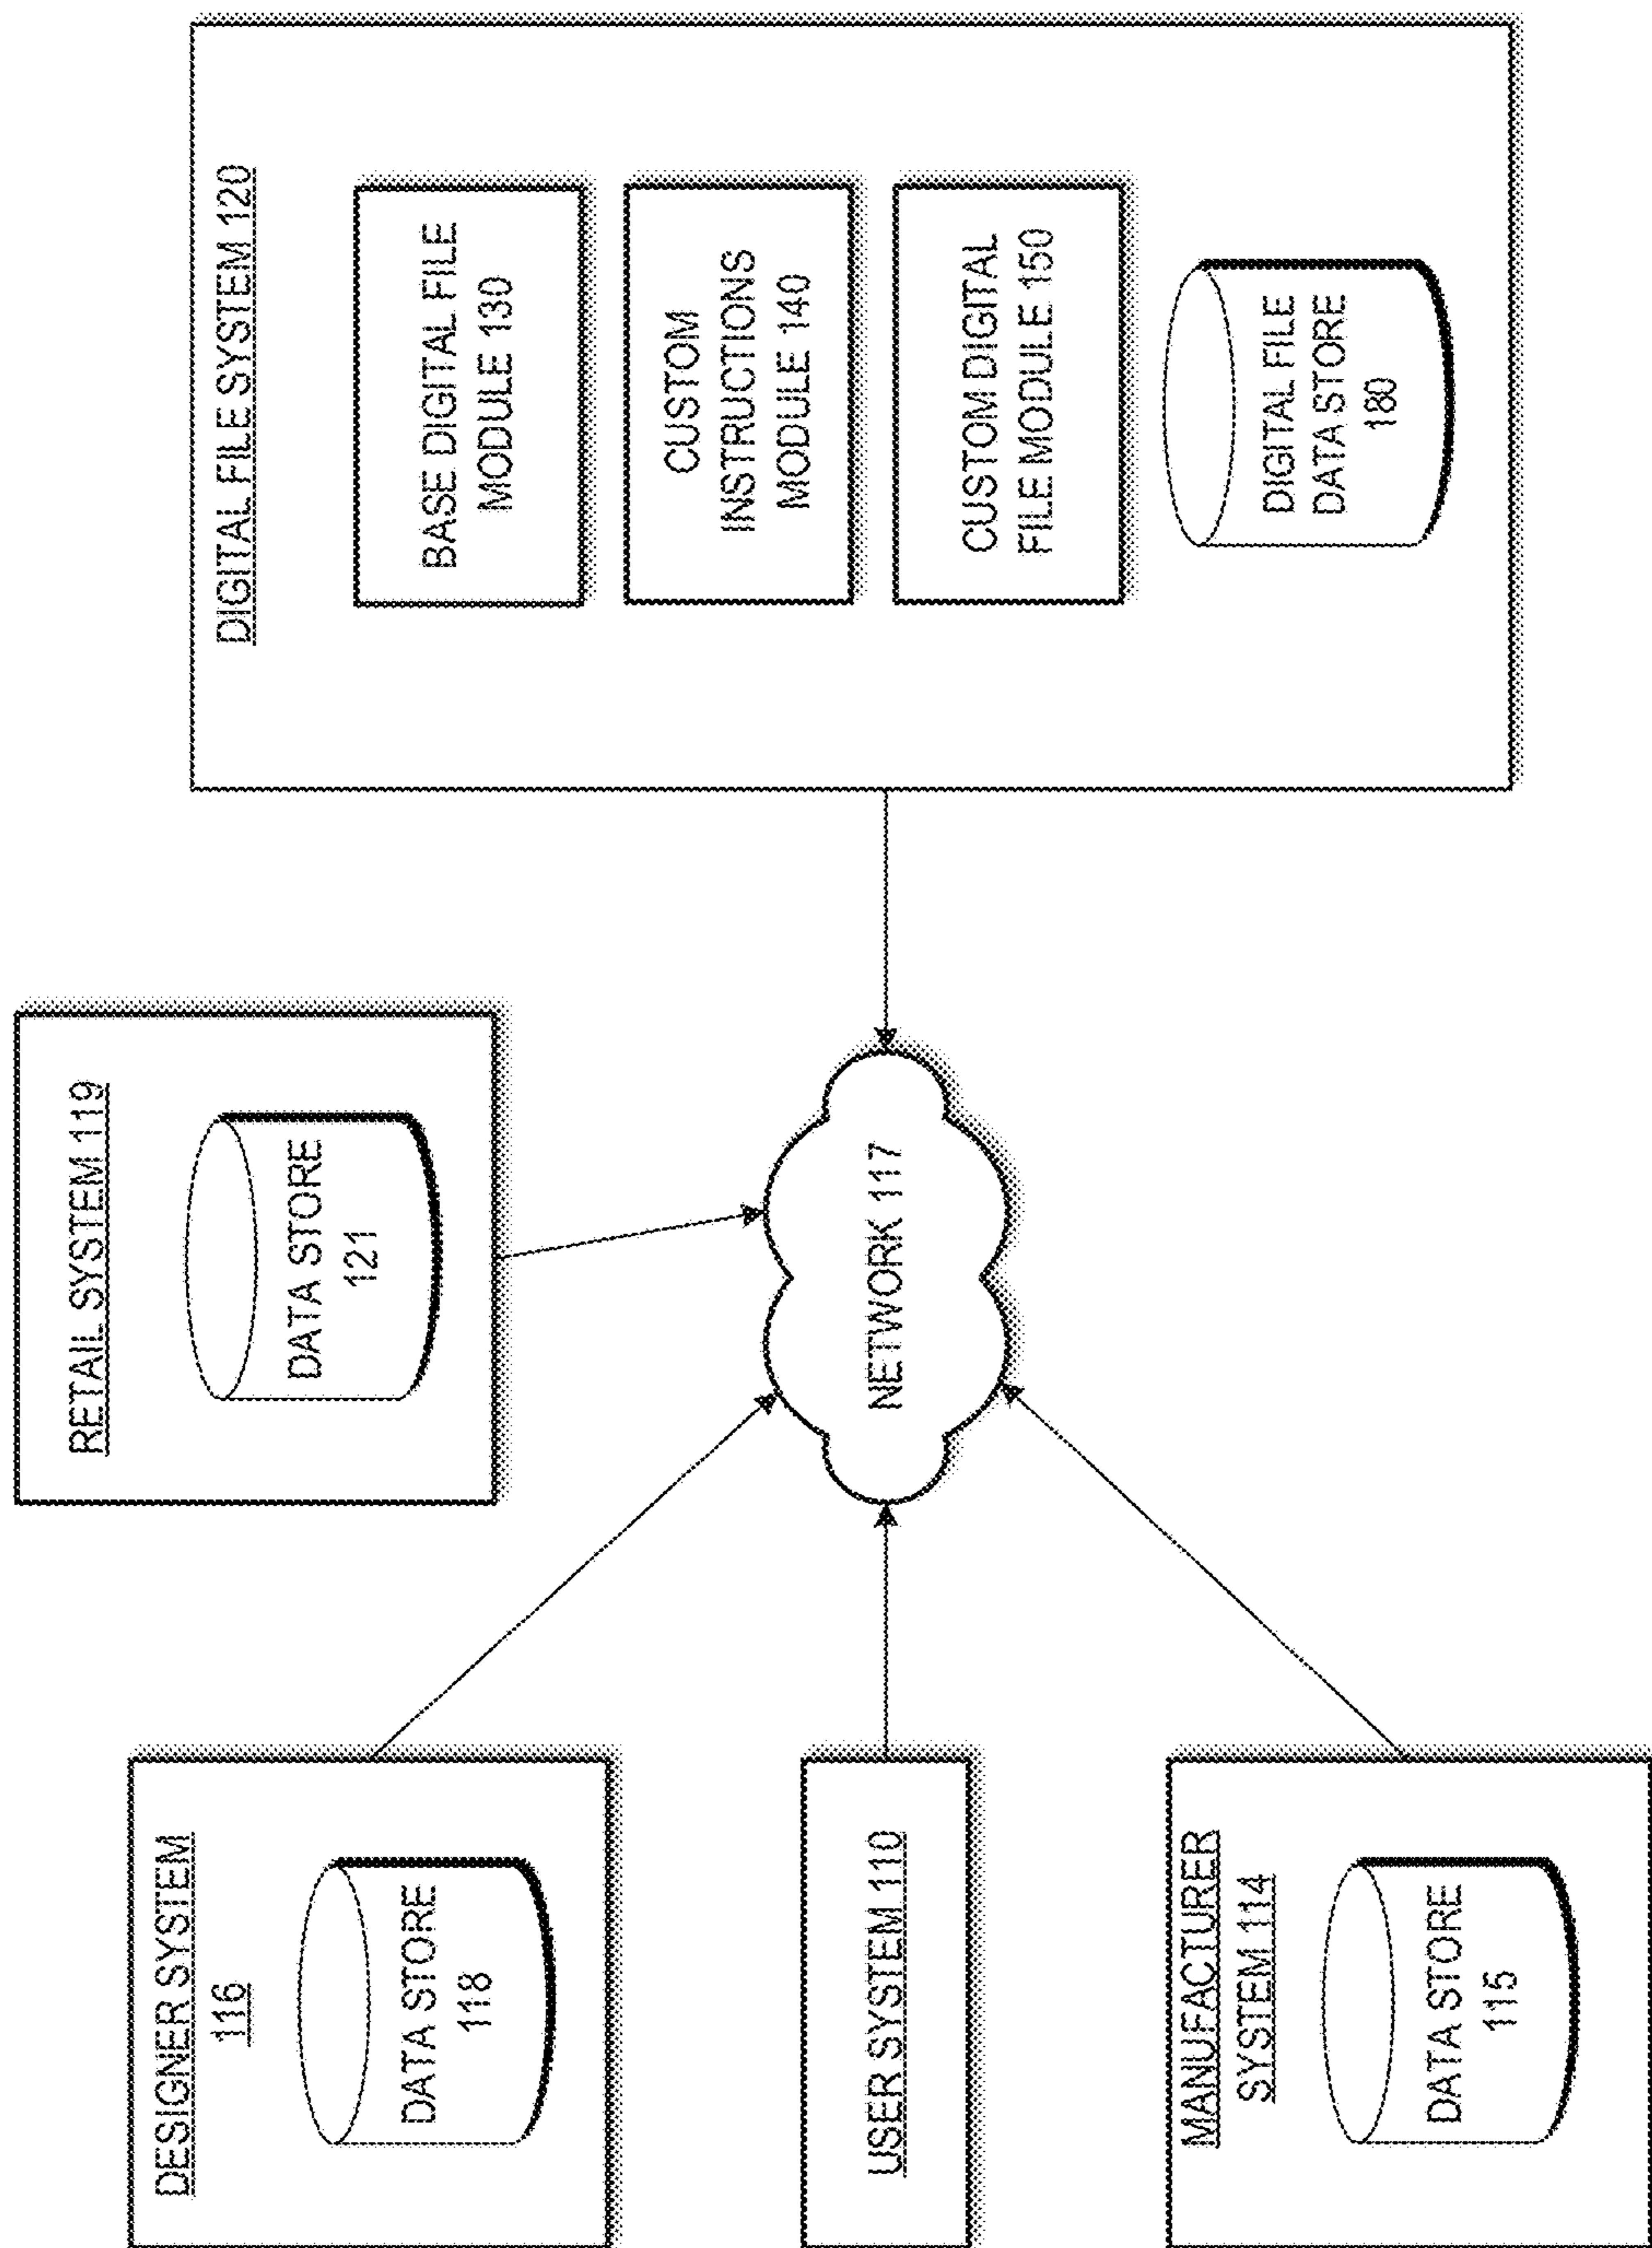 DESIGNER SYSTEM
116
DATA STORE
118
USER SYSTEM 110
MANUFACTURER
SYSTEM 114
DATA STORE
115
RETAIL SYSTEM 119
DATA STORE
121
NETWORK 117
DIGITAL FILE SYSTEM 120
BASE DIGITAL FILE
MODULE 130
CUSTOM
INSTRUCTIONS
MODULE 140
CUSTOM DIGITAL
FILE MODULE 150
DIGITAL FILE
DATA STORE
180